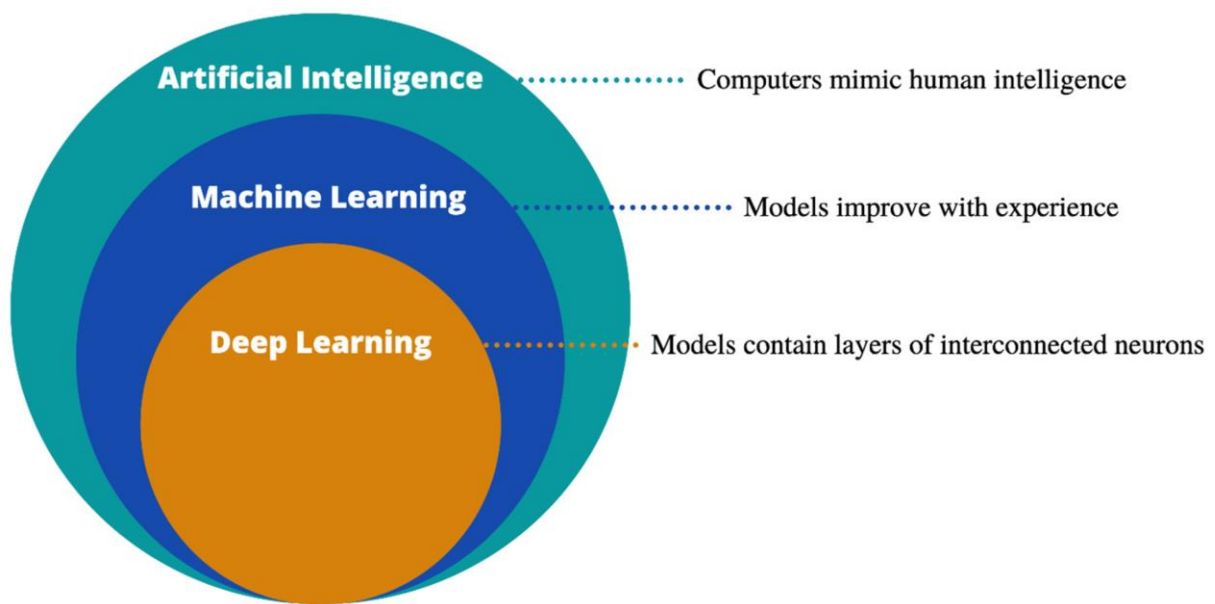 Artificial Intelligence
Computers mimic human intelligence
Machine Learning
Models improve with experience
Deep Learning
Models contain layers of interconnected neurons